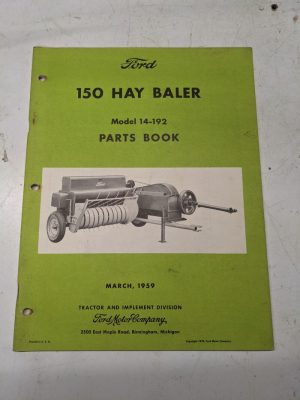 Ford
150 HAY BALER
Model 14-192
PARTS BOOK
Ford
MARCH, 1959
TRACTOR AND IMPLEMENT DIVISION
Ford Motor Company,
2500 East Maple Road, Birmingham, Michigan